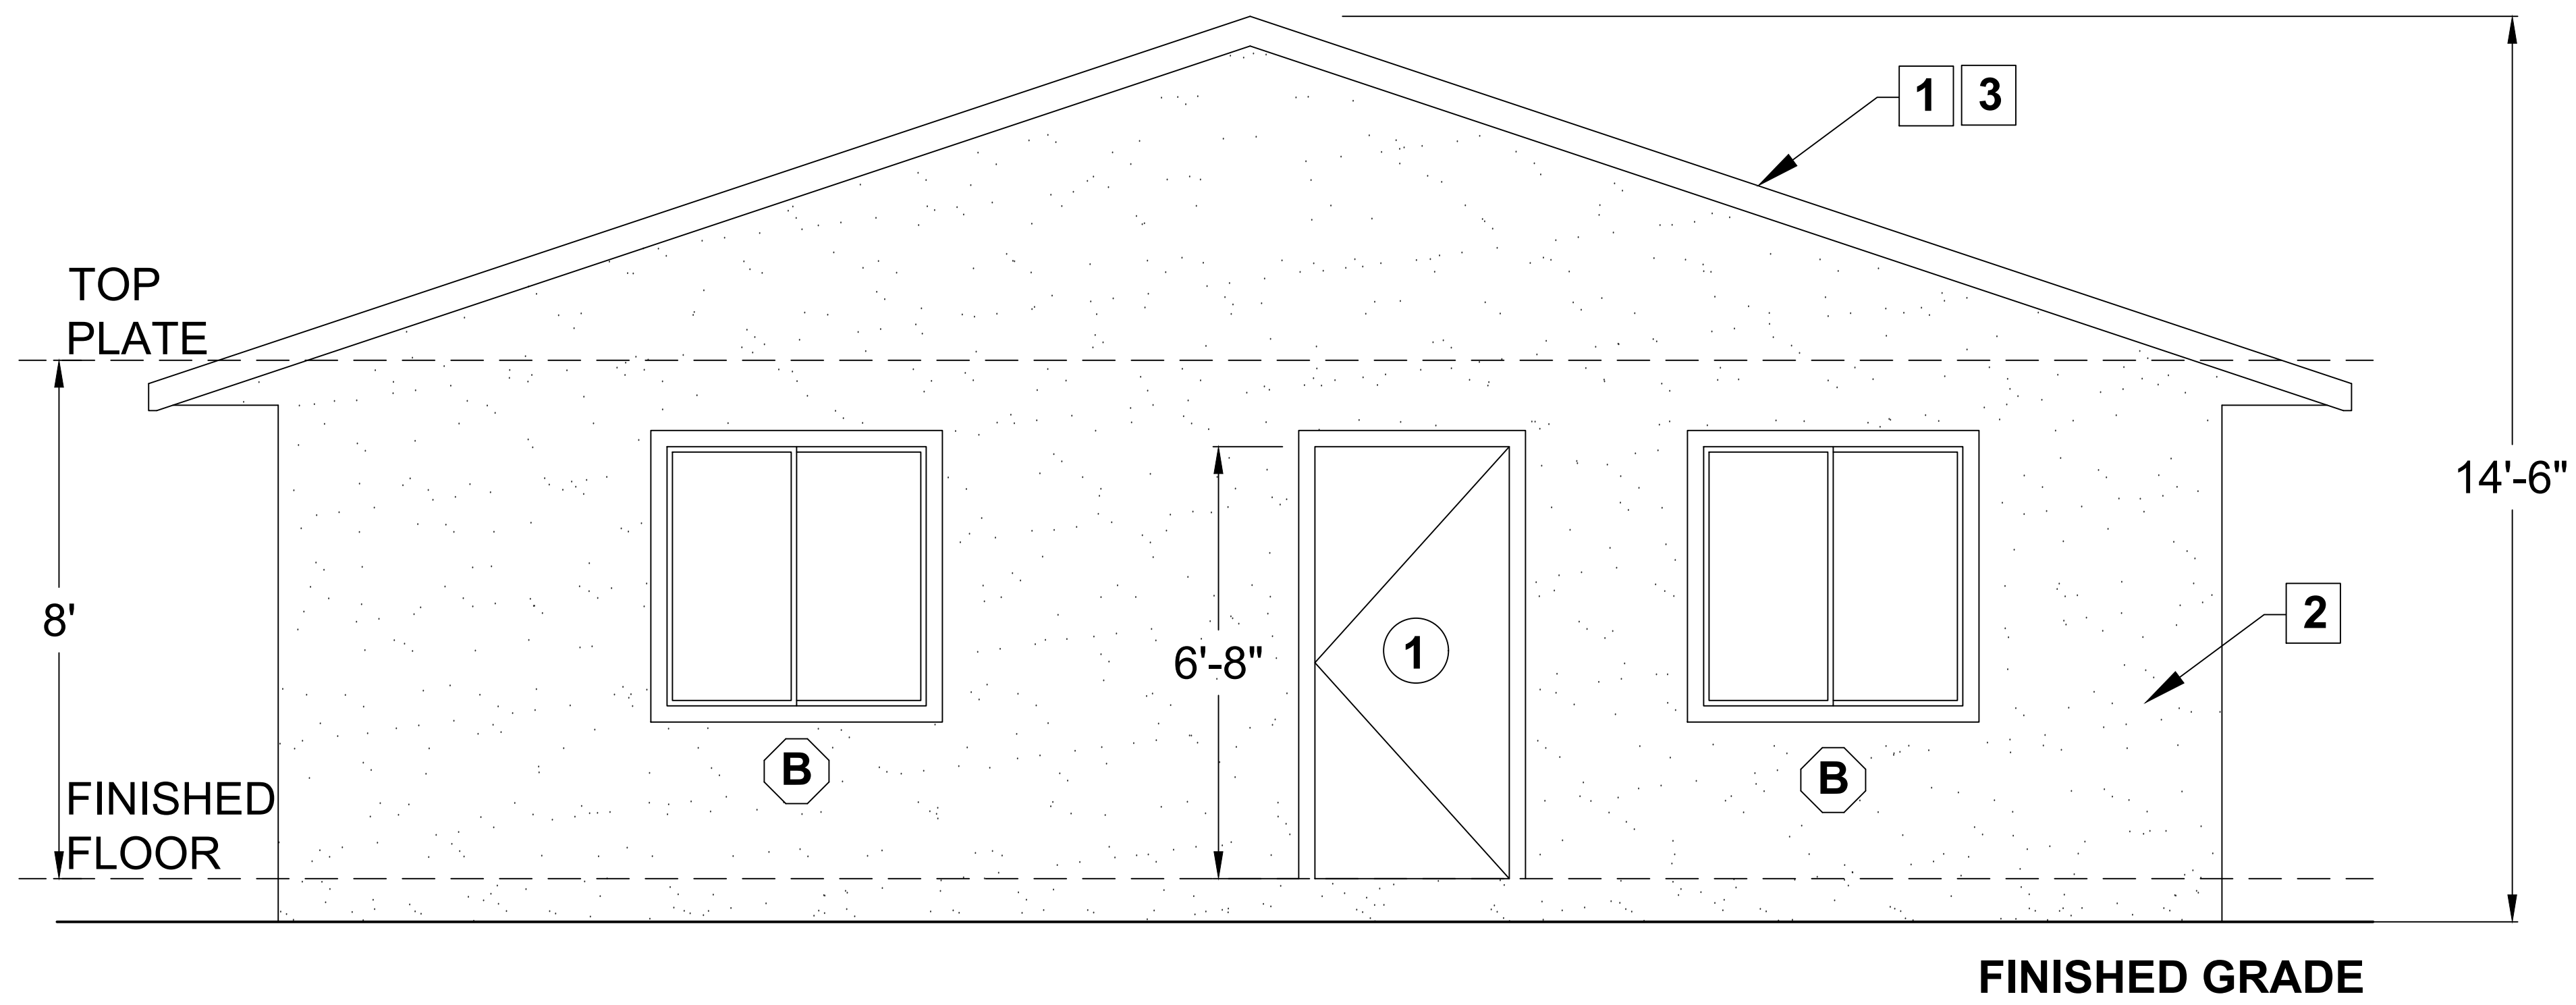 1 3
TOP
PLATE
14'-6"
8'
2
6'-8"
1
B
B
FINISHED
FLOOR
FINISHED GRADE